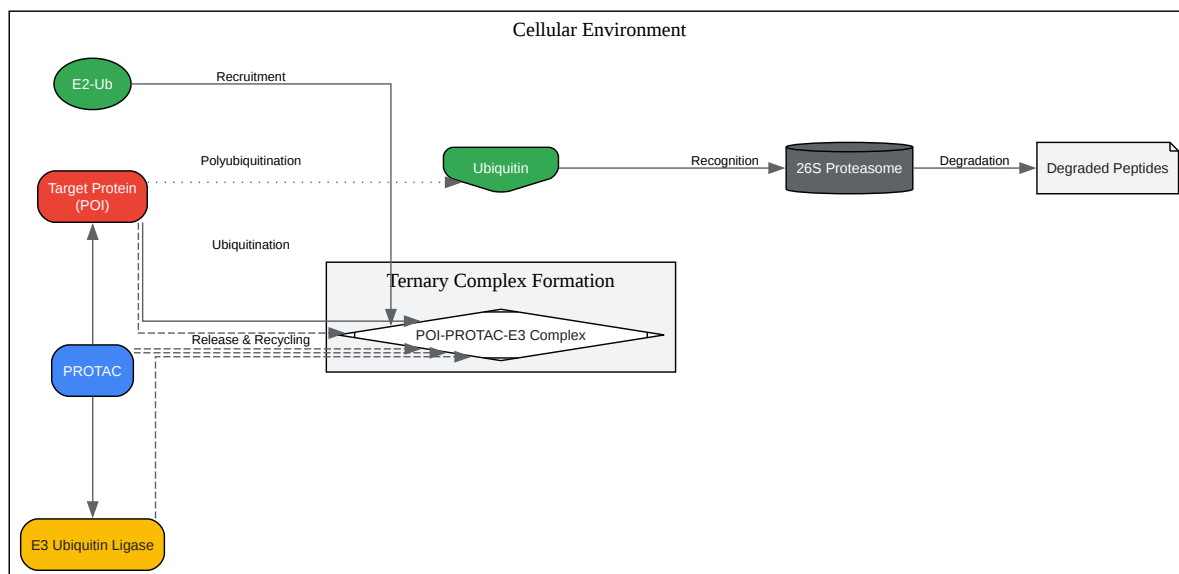 Cellular Environment
E2-Ub
Recruitment
Polyubiquitination
Ubiquitin
Recognition
26S Proteasome
Degradation
Degraded Peptides
Target Protein
(POI)
Ubiquitination
Ternary Complex Formation
POI-PROTAC-E3 Complex
Release & Recycling
PROTAC
E3 Ubiquitin Ligase